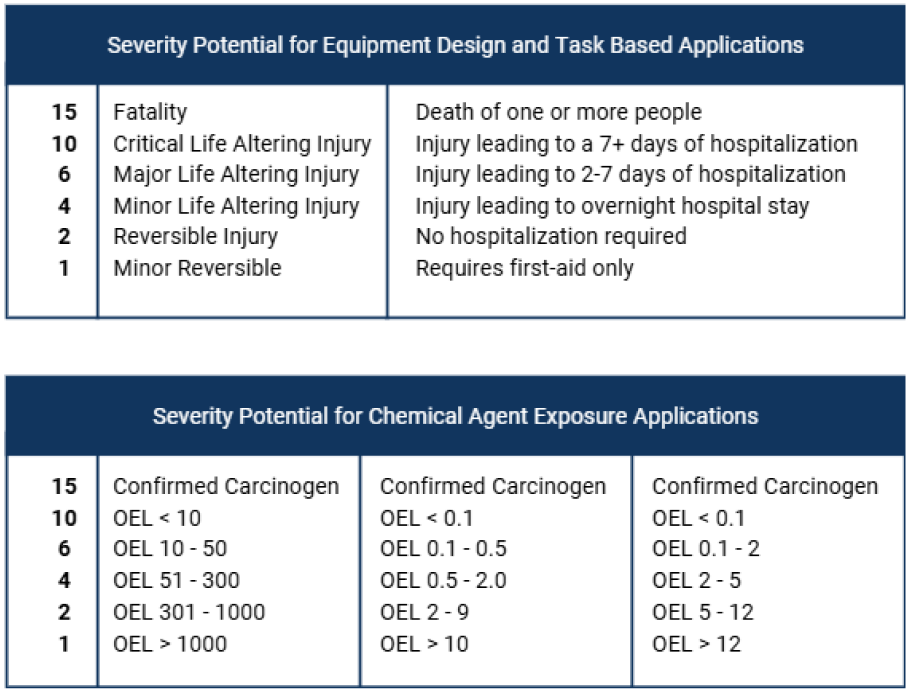 Severity Potential for Equipment Design and Task Based Applications
15 Fatality Death of one or more people
10 Critical Life Altering Injury Injury leading to a 7+ days of hospitalization
6 Major Life Altering Injury Injury leading to 2-7 days of hospitalization
4 Minor Life Altering Injury Injury leading to overnight hospital stay
2 Reversible Injury No hospitalization required
1 Minor Reversible Requires first-aid only
Severity Potential for Chemical Agent Exposure Applications
15 Confirmed Carcinogen Confirmed Carcinogen Confirmed Carcinogen
10 OEL < 10 OEL < 0.1 OEL < 0.1
6 OEL 10 - 50 OEL 0.1 - 0.5 OEL 0.1 - 2
4 OEL 51 - 300 OEL 0.5 - 2.0 OEL 2 - 5
2 OEL 301 - 1000 OEL 2 - 9 OEL 5 - 12
1 OEL > 1000 OEL > 10 OEL > 12